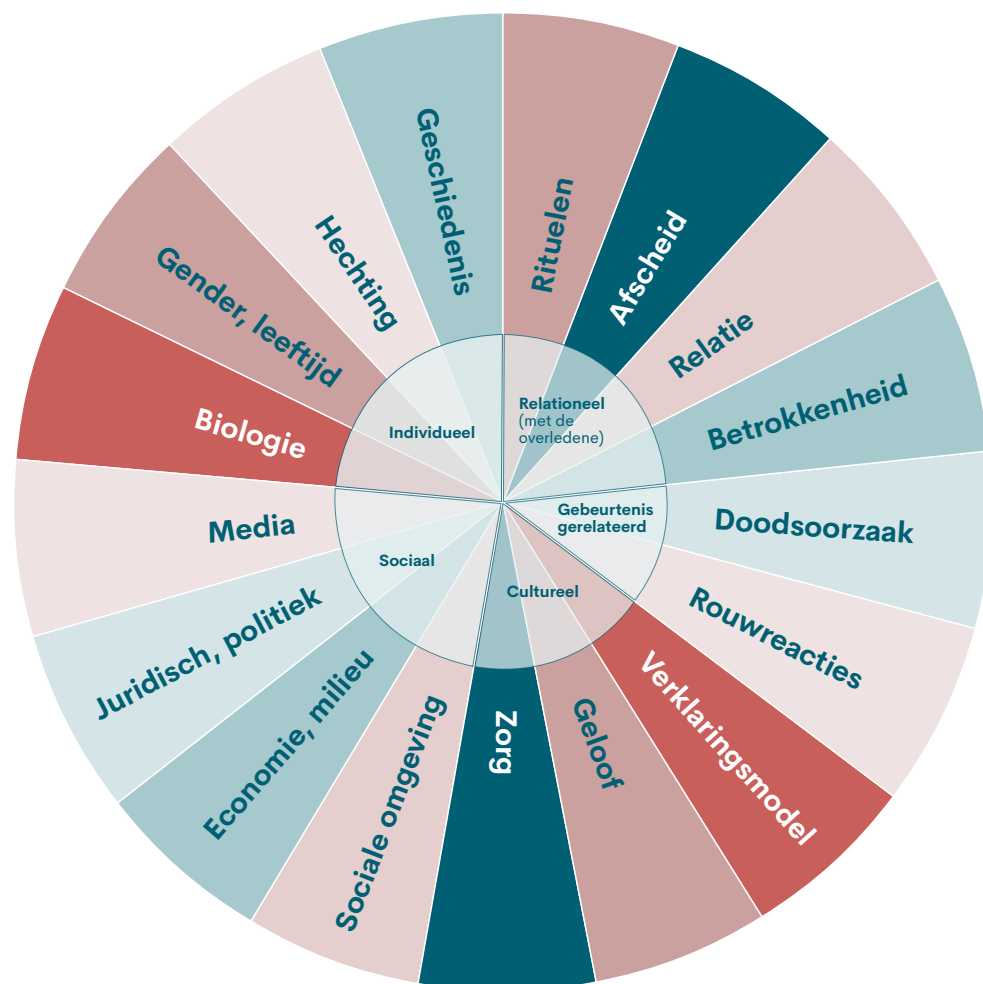 Rituelen
Afscheid
Relatie
Betrokkenheid
Doodsoorzaak
Rouwreacties
Verklaringsmodel
Geloof
Zorg
Sociale omgeving
Economie, milieu
Juridisch, politiek
Media
Biologie
Gender, leeftijd
Hechting
Geschiedenis
Relationeel
(met de
overledene)
Gebeurtenis
gerelateerd
Cultureel
Sociaal
Individueel